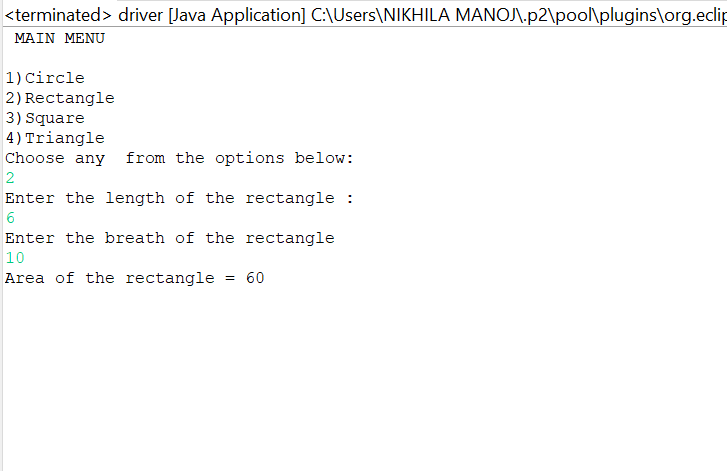 <terminated> driver [Java Application] C:\Users\NIKHILA MANOJ\.p2\pool\plugins\org.eclip
MAIN MENU
1)Circle
2)Rectangle
3)Square
4)Triangle
Choose any  from the options below:
2
Enter the length of the rectangle :
6
Enter the breath of the rectangle
10
Area of the rectangle = 60